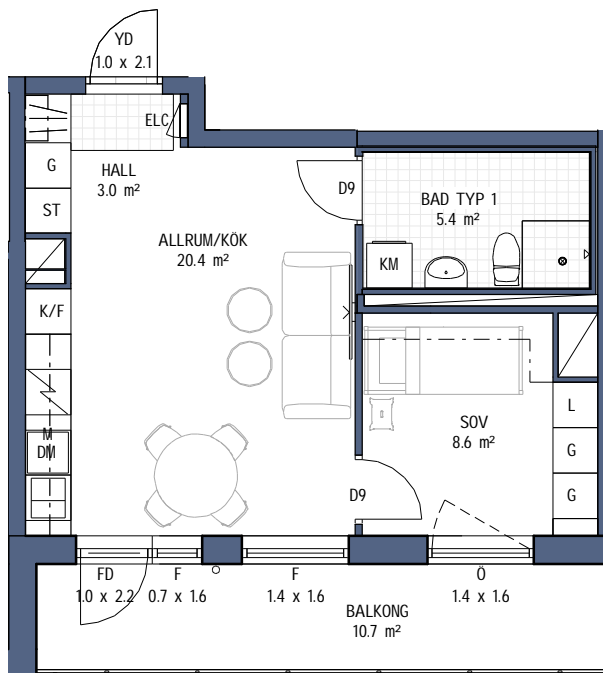 YD
1.0 x 2.1
ELC
G
HALL
3.0 m²
ST
D9
BAD TYP 1
5.4 m²
ALLRUM/KÖK
20.4 m²
KM
K/F
SOV
8.6 m²
L
G
G
M
DM
D9
FD
1.0 x 2.2
F
0.7 x 1.6
F
1.4 x 1.6
Ö
1.4 x 1.6
BALKONG
10.7 m²